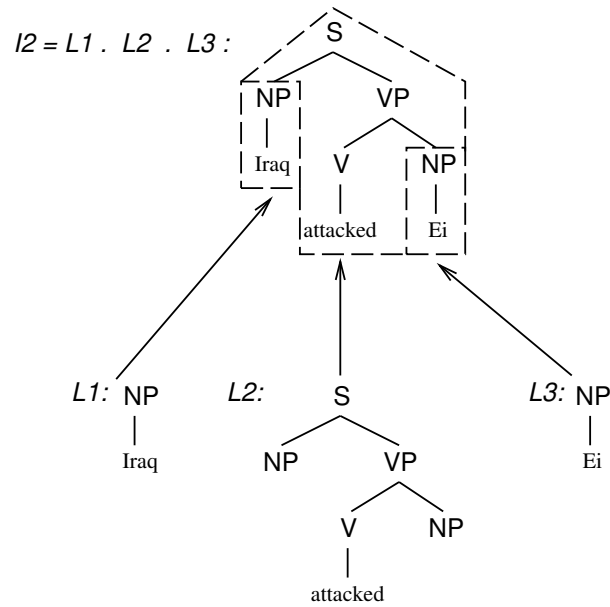 I2 = L1 . L2 . L3 :
S
NP VP
Iraq V NP
attacked Ei
L1: NP L2: S L3: NP
Iraq NP VP Ei
V NP
attacked